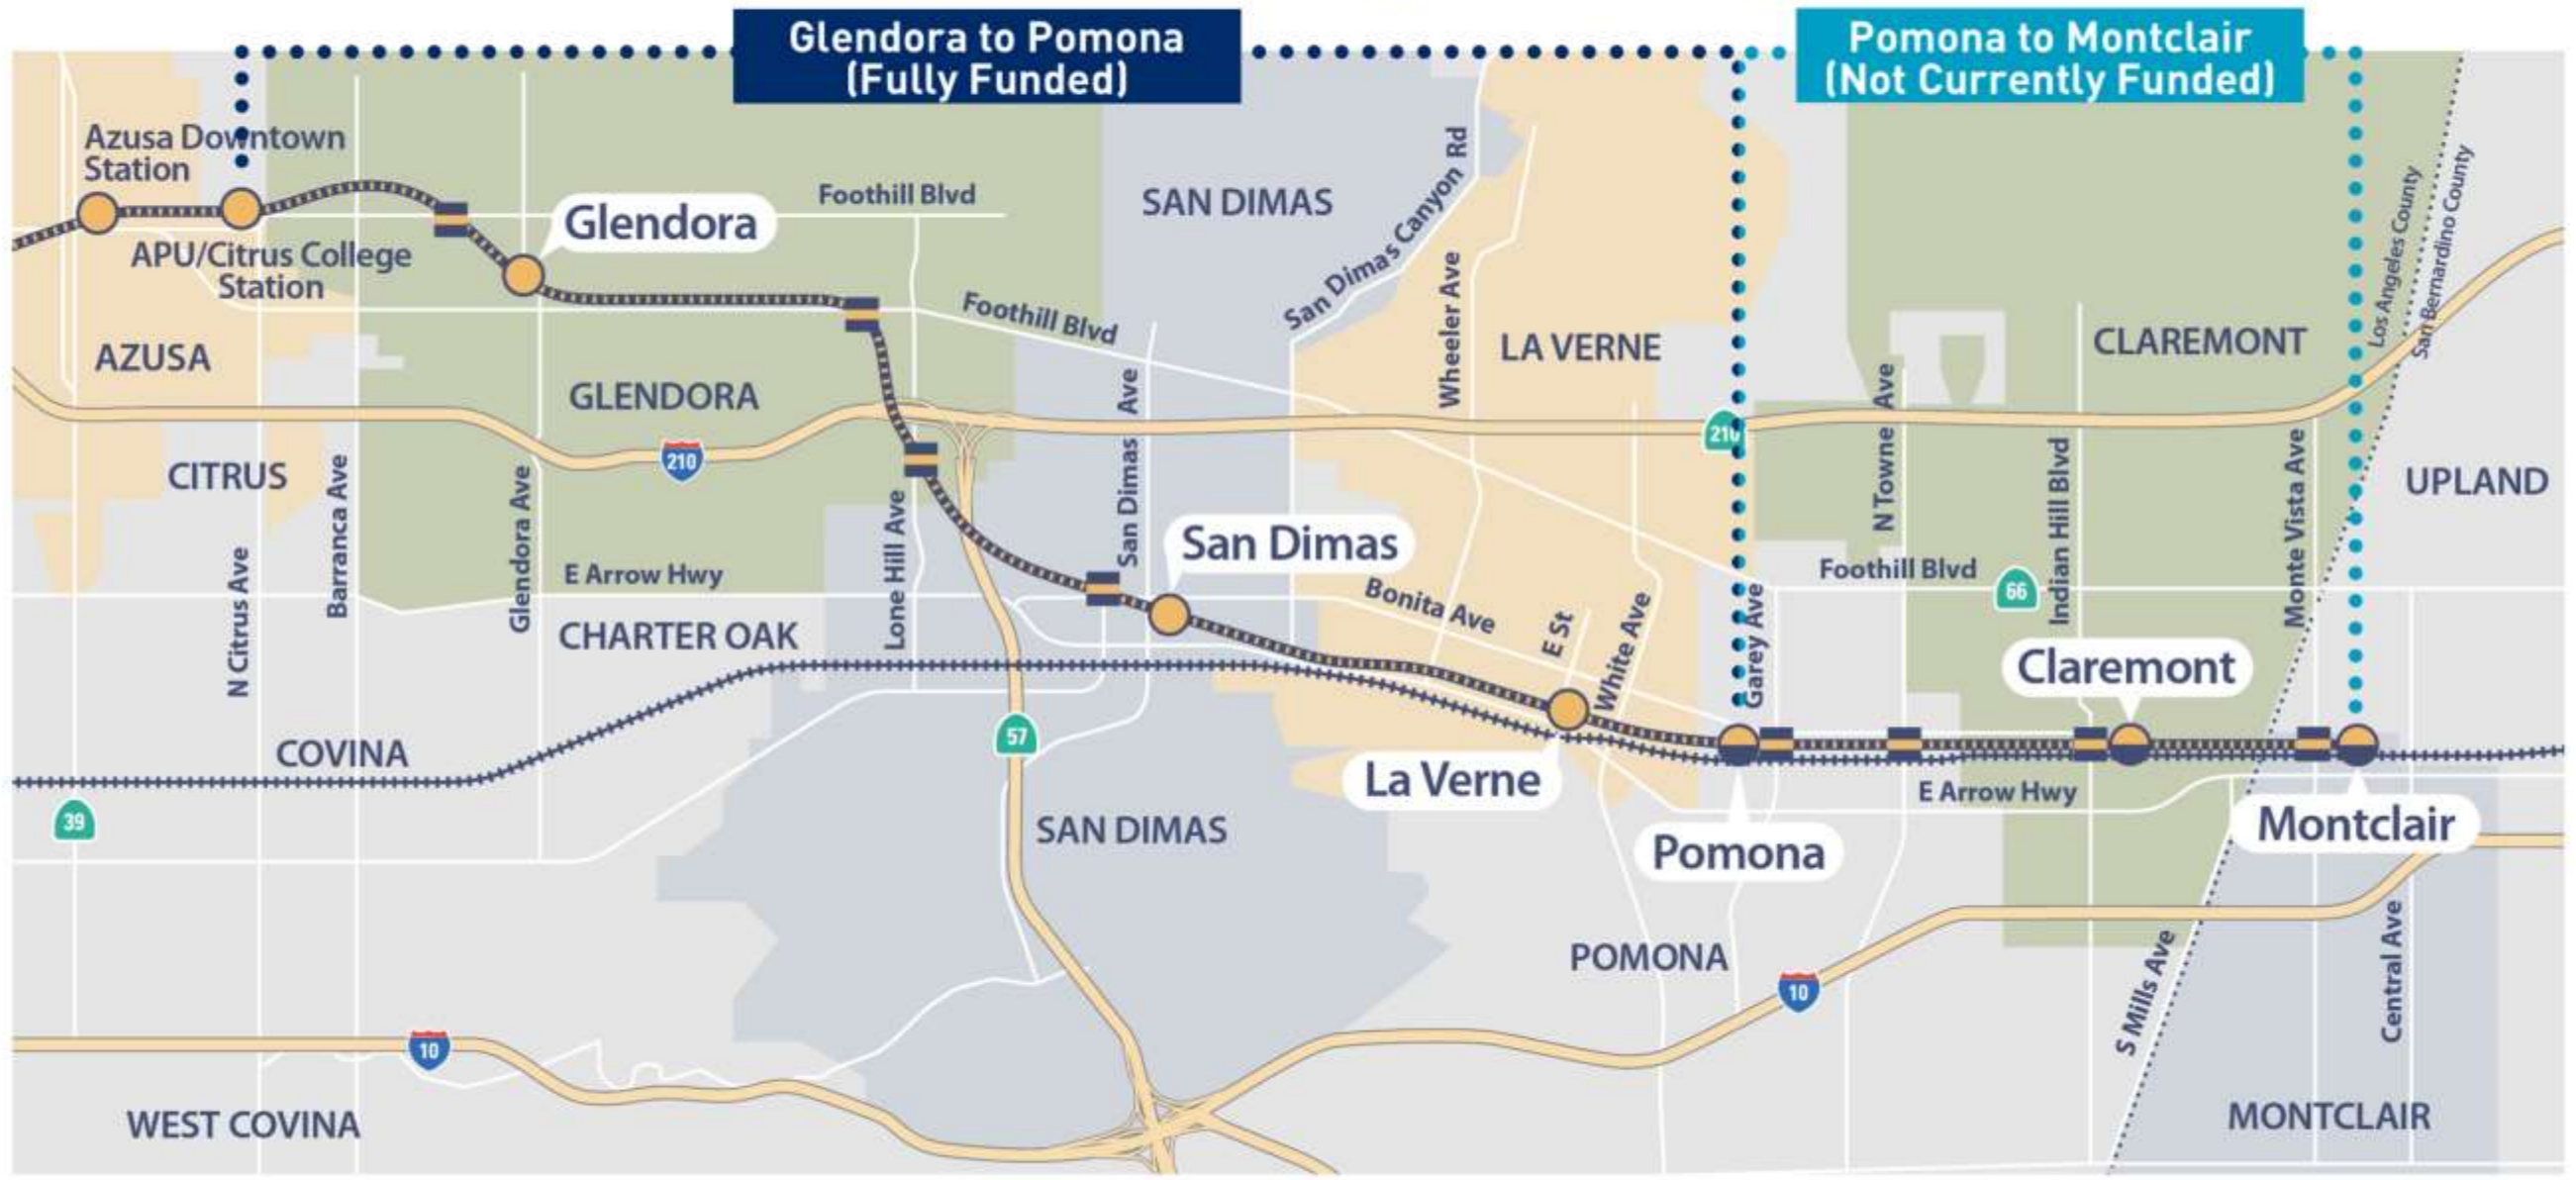 Glendora to Pomona
(Fully Funded)
Pomona to Montclair
(Not Currently Funded)
Azusa Downtown
Station
APU/Citrus College
Station
Glendora
Foothill Blvd
SAN DIMAS
San Dimas Canyon Rd
Wheeler Ave
LA VERNE
Los Angeles County
San Bernardino County
CLAREMONT
AZUSA
Foothill Blvd
GLENDORA
San Dimas Ave
210
210
N Towne Ave
CITRUS
Barranca Ave
Glendora Ave
Lone Hill Ave
San Dimas
Indian Hill Blvd
Monte Vista Ave
UPLAND
N Citrus Ave
E Arrow Hwy
Bonita Ave
Foothill Blvd
66
CHARTER OAK
E St
White Ave
Garey Ave
Claremont
COVINA
57
La Verne
E Arrow Hwy
39
SAN DIMAS
Pomona
Montclair
POMONA
10
S Mills Ave
Central Ave
10
WEST COVINA
MONTCLAIR